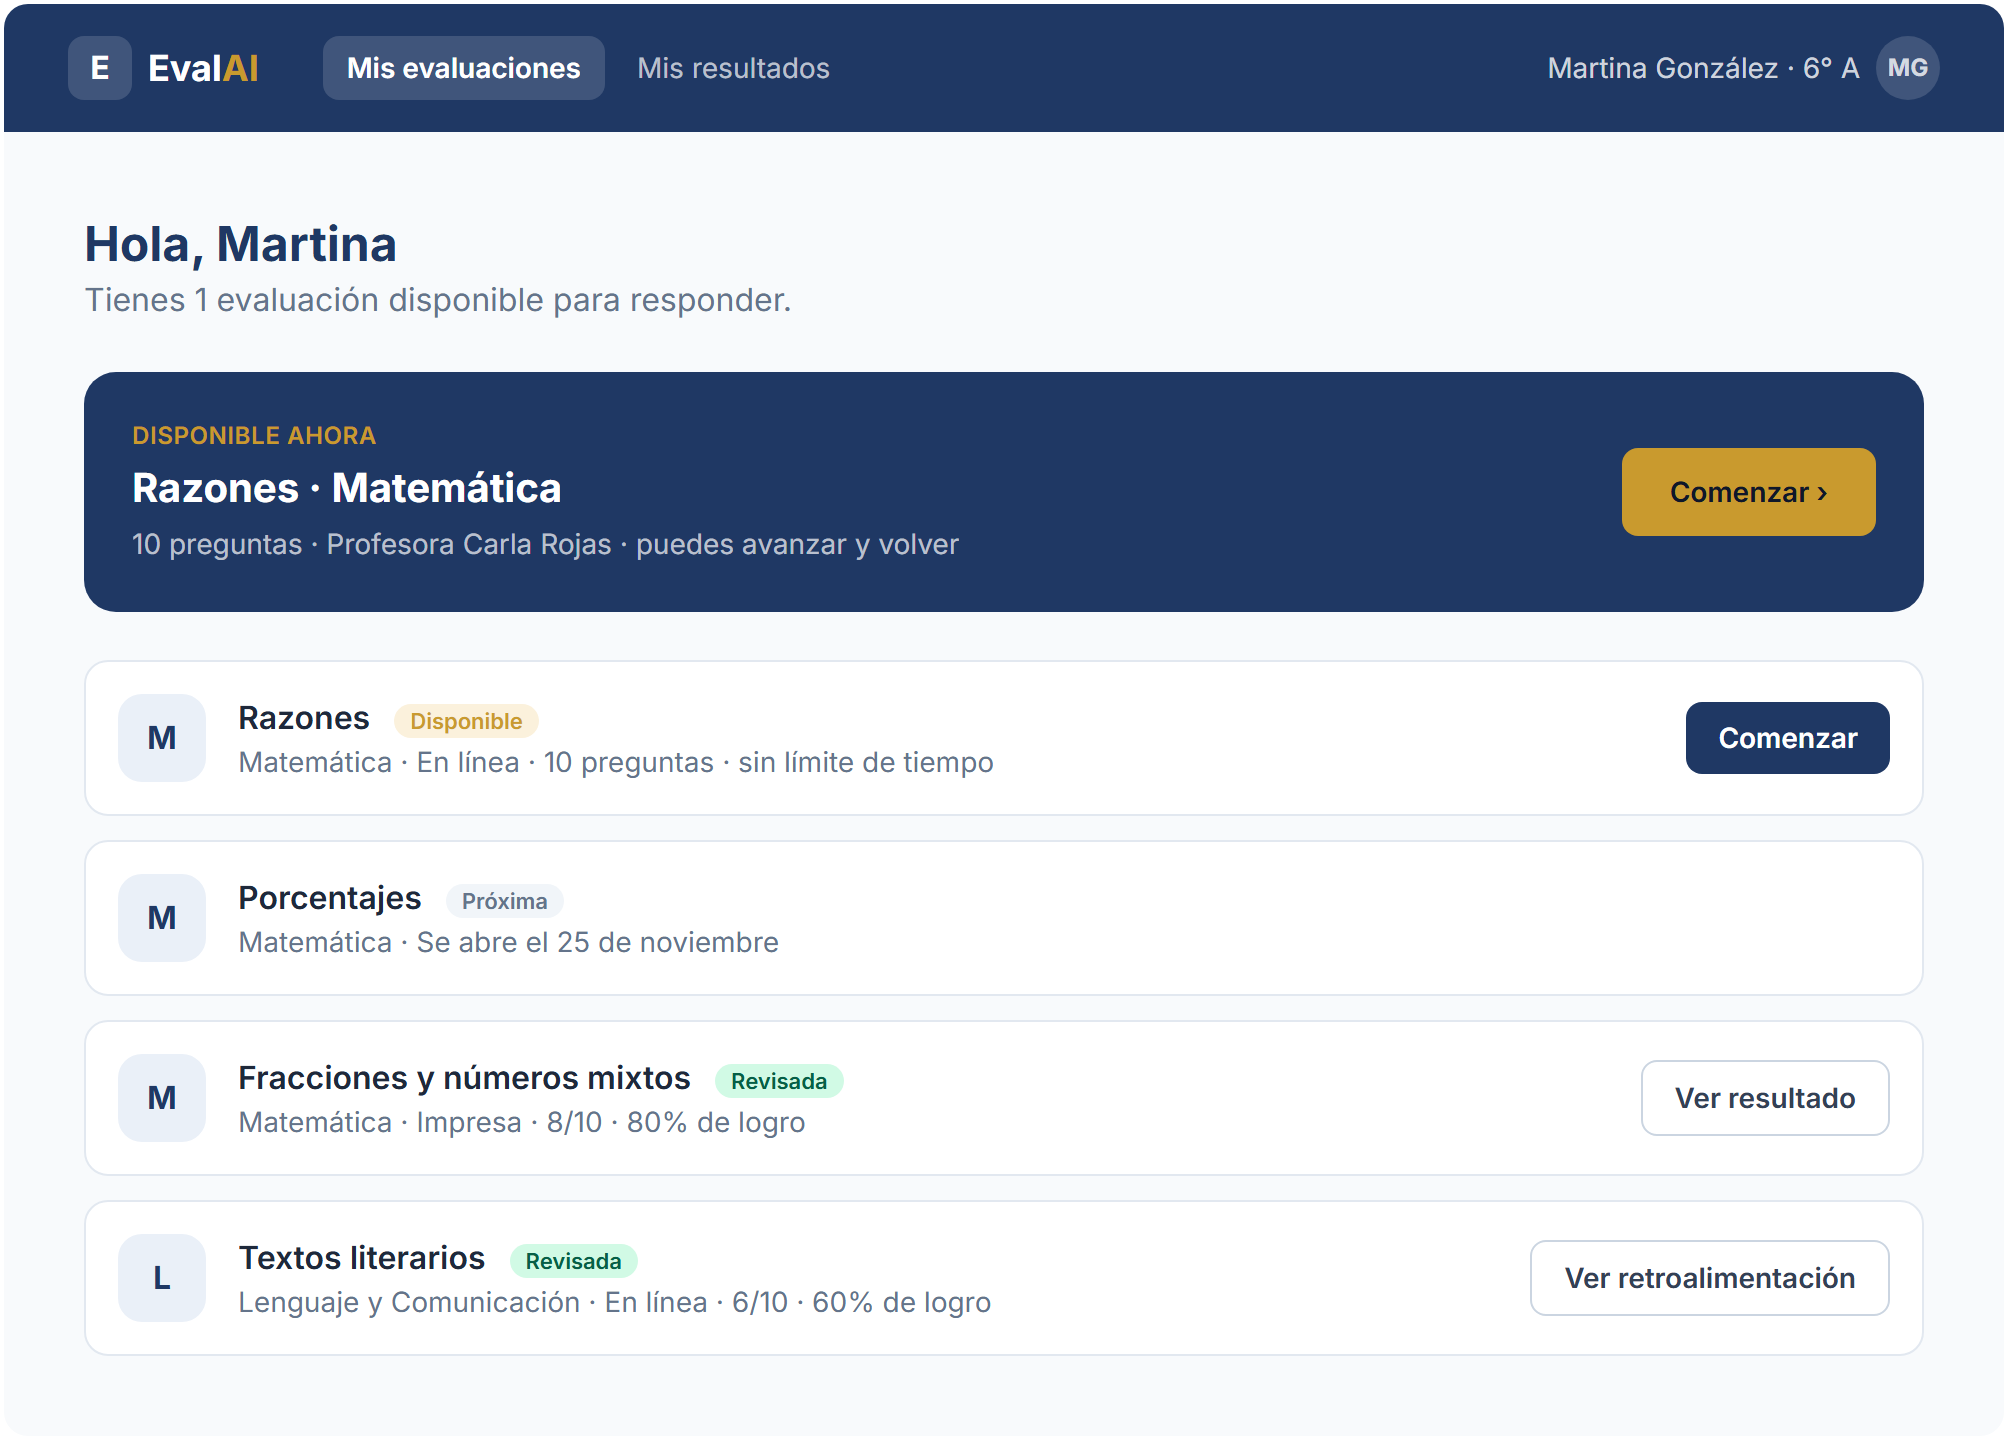 E EvalAI Mis evaluaciones Mis resultados Martina González · 6° A MG
Hola, Martina
Tienes 1 evaluación disponible para responder.
DISPONIBLE AHORA
Razones · Matemática
10 preguntas · Profesora Carla Rojas · puedes avanzar y volver
Comenzar ›
M
Razones Disponible
Matemática · En línea · 10 preguntas · sin límite de tiempo
Comenzar
M
Porcentajes Próxima
Matemática · Se abre el 25 de noviembre
M
Fracciones y números mixtos Revisada
Matemática · Impresa · 8/10 · 80% de logro
Ver resultado
L
Textos literarios Revisada
Lenguaje y Comunicación · En línea · 6/10 · 60% de logro
Ver retroalimentación